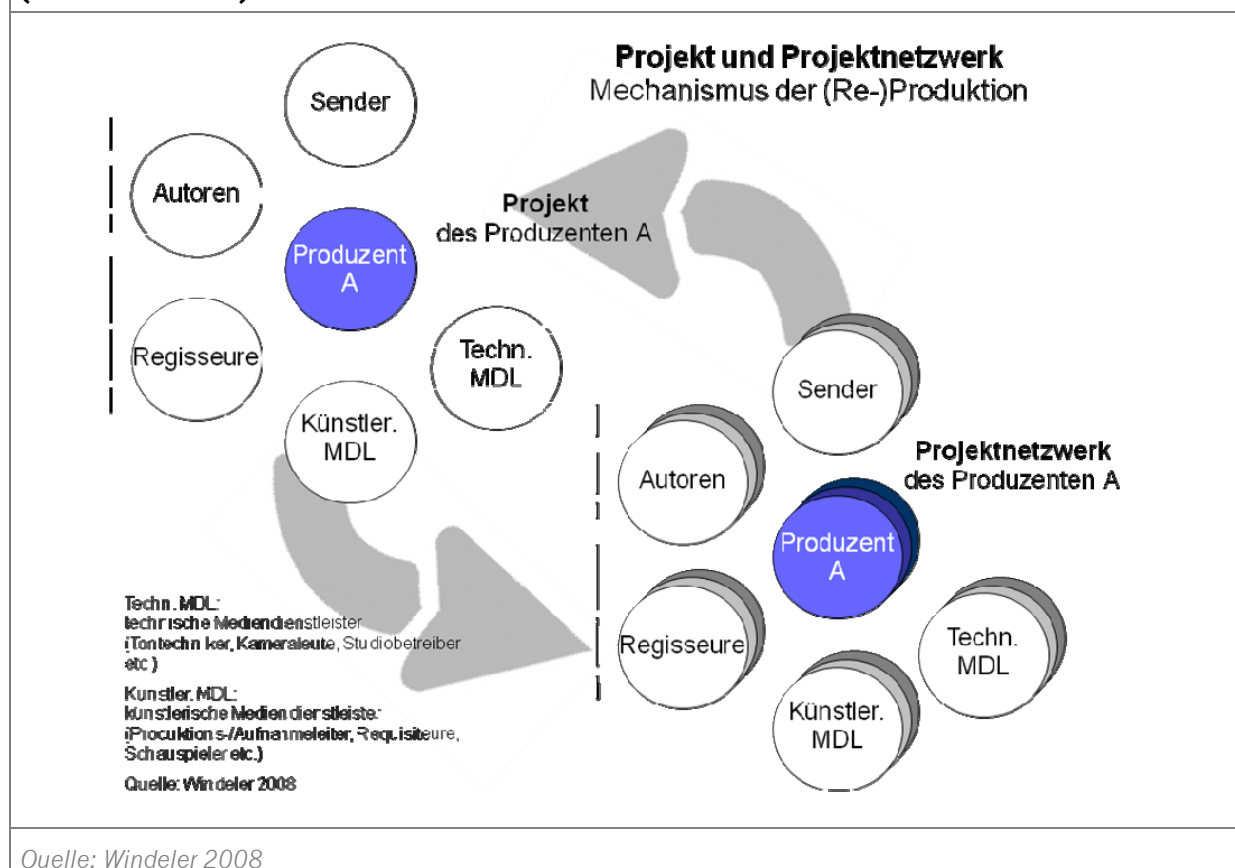 Projekt und Projektnetzwerk
Mechanismus der (Re-)Produktion
Sender
Autoren
Projekt
des Produzenten A
Produzent
A
Regisseure
Techn.
MDL
Künstler.
MDL
Sender
Autoren
Projektnetzwerk
des Produzenten A
Produzent
A
Regisseure
Techn.
MDL
Künstler.
MDL
Techn. MDL:
technische Mediendienstleister
(Tontechniker, Kameraleute, Studiobetreiber
etc.)
Künstler. MDL:
künstlerische Mediendienstleister
(Produktions-/Aufnahmeleiter, Requisiteure,
Schauspieler etc.)
Quelle: Windeler 2008
Quelle: Windeler 2008